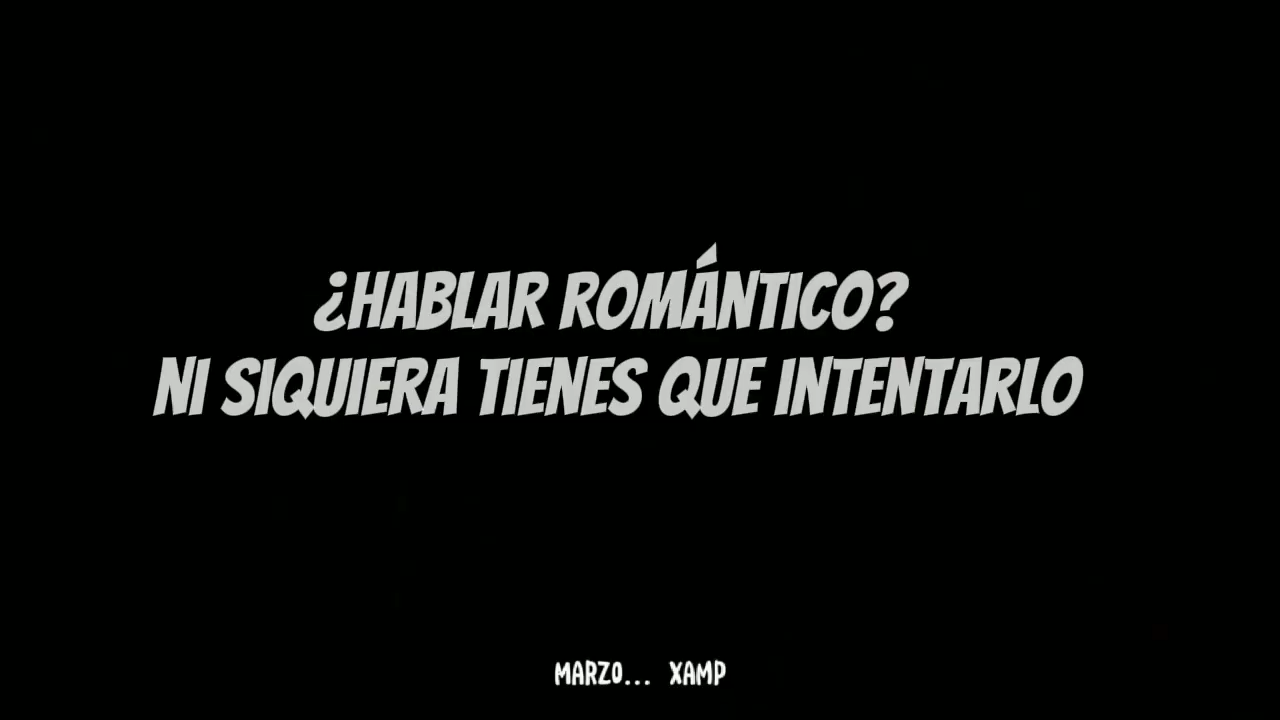 ¿HABLAR ROMÁNTICO?
NI SIQUIERA TIENES QUE INTENTARLO
MARZO... XAMP